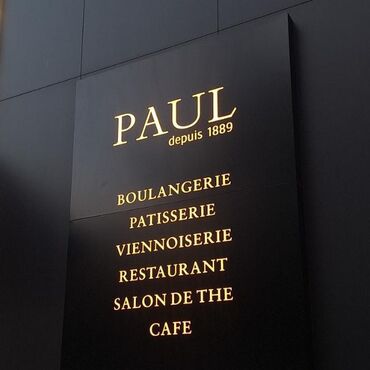 PAUL
depuis 1889
BOULANGERIE
PATISSERIE
VIENNOISERIE
RESTAURANT
SALON DE THE
CAFE